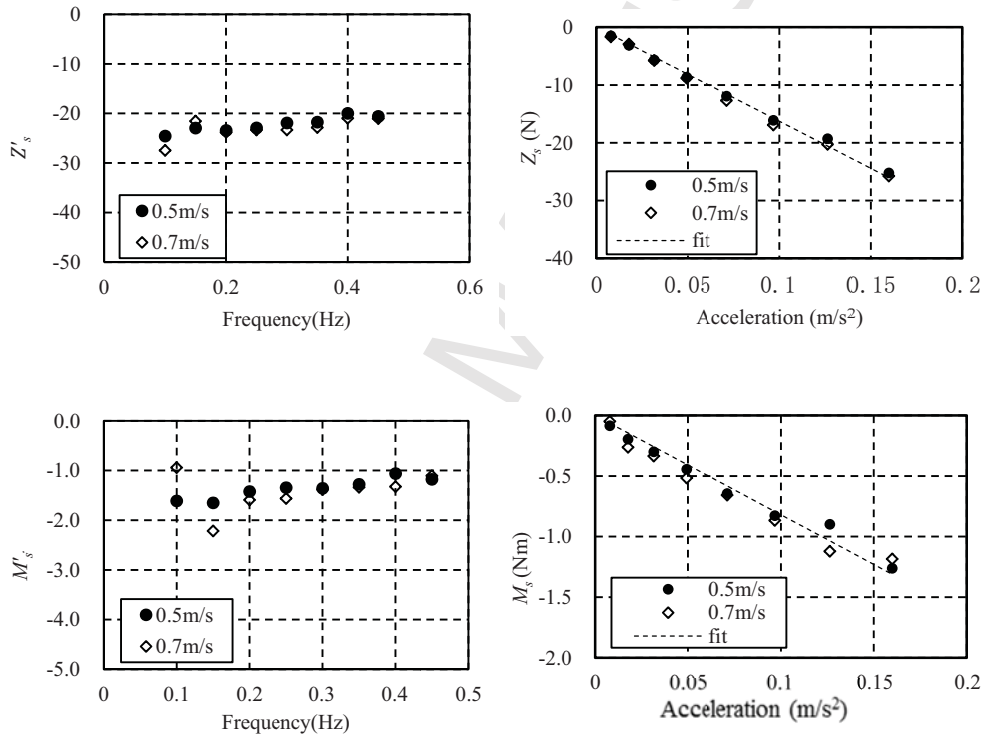 0
-10
-20
-30
-40
-50
Z's
0.5m/s
0.7m/s
0
0.2
0.4
0.6
Frequency(Hz)
0
-10
-20
-30
-40
Zs (N)
0.5m/s
0.7m/s
fit
0
0.05
0.1
0.15
0.2
Acceleration (m/s²)
0.0
-1.0
-2.0
-3.0
-4.0
-5.0
M's
0.5m/s
0.7m/s
0
0.1
0.2
0.3
0.4
0.5
Frequency(Hz)
0.0
-0.5
-1.0
-1.5
-2.0
Ms (Nm)
0.5m/s
0.7m/s
fit
0
0.05
0.1
0.15
0.2
Acceleration (m/s²)